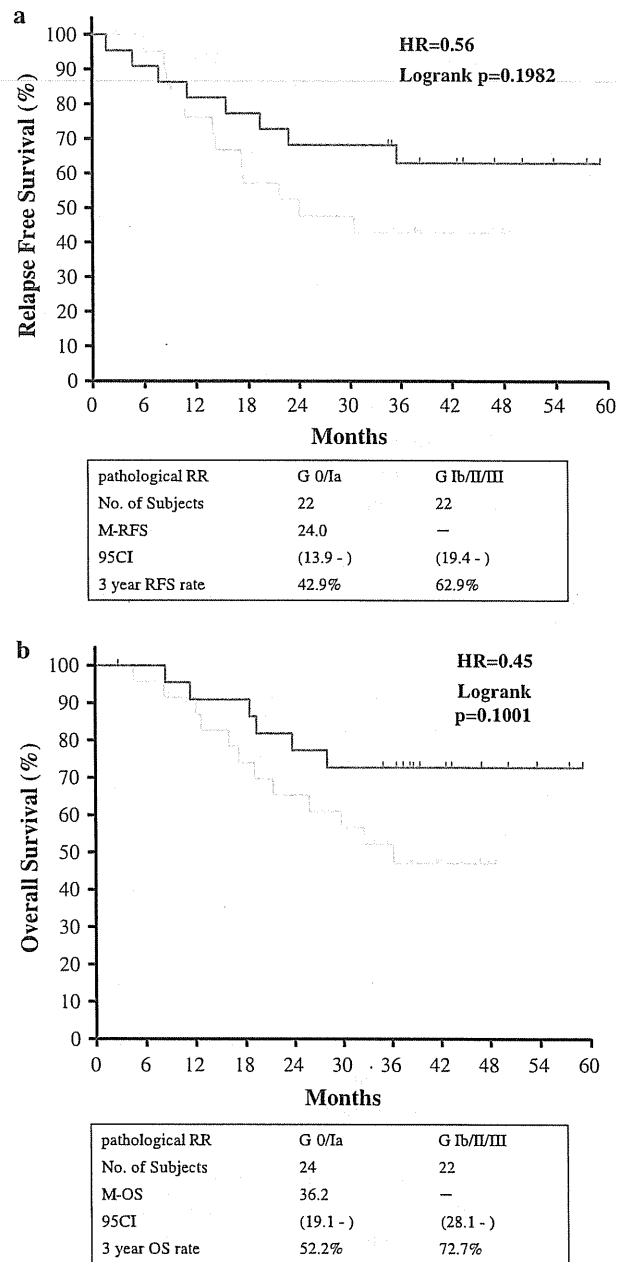 a
HR=0.56
Logrank p=0.1982
Relapse Free Survival (%)
100
90
80
70
60
50
40
30
20
10
0
0 6 12 18 24 30 36 42 48 54 60
Months
pathological RR G 0/Ia G Ib/II/III
No. of Subjects 22 22
M-RFS 24.0 –
95CI (13.9 - ) (19.4 - )
3 year RFS rate 42.9% 62.9%
b
HR=0.45
Logrank
p=0.1001
Overall Survival (%)
100
90
80
70
60
50
40
30
20
10
0
0 6 12 18 24 30 36 42 48 54 60
Months
pathological RR G 0/Ia G Ib/II/III
No. of Subjects 24 22
M-OS 36.2 –
95CI (19.1 - ) (28.1 - )
3 year OS rate 52.2% 72.7%